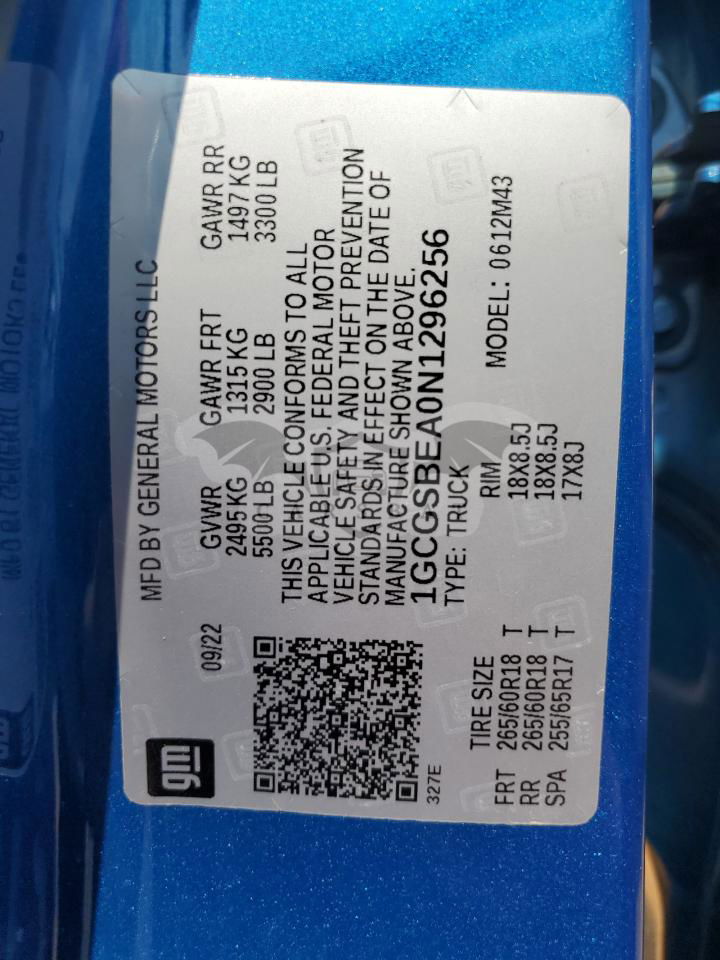 gm
MFD BY GENERAL MOTORS LLC
09/22
GVWR GAWR FRT GAWR RR
2495 KG 1315 KG 1497 KG
5500 LB 2900 LB 3300 LB
THIS VEHICLE CONFORMS TO ALL
APPLICABLE U.S. FEDERAL MOTOR
VEHICLE SAFETY AND THEFT PREVENTION
STANDARDS IN EFFECT ON THE DATE OF
MANUFACTURE SHOWN ABOVE.
1GCGSBEA0N1296256
TYPE: TRUCK
327E
TIRE SIZE RIM MODEL: 0612M43
FRT 265/60R18 T 18X8.5J
RR 265/60R18 T 18X8.5J
SPA 255/65R17 T 17X8J